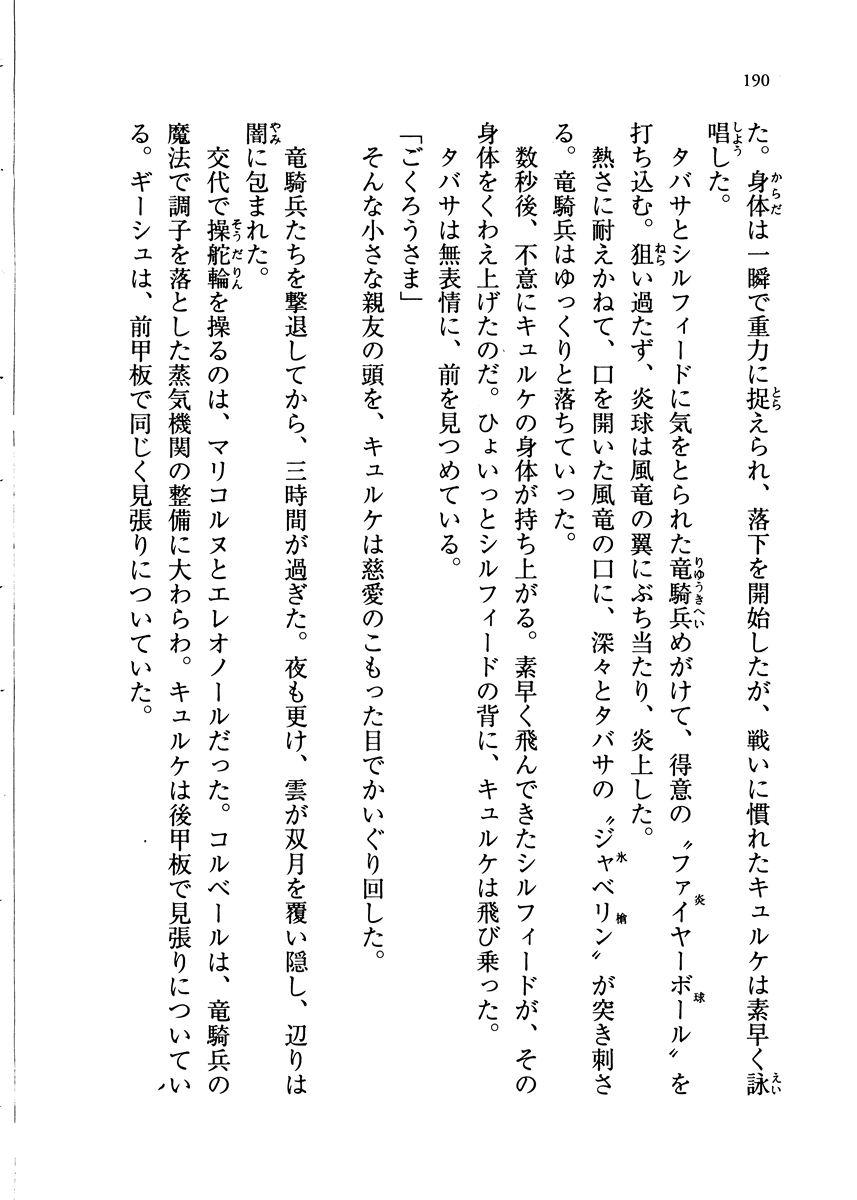 190
た。身体は一瞬で重力に捉えられ、落下を開始したが、戦いに慣れたキュルケは素早く詠
唱した。
　タバサとシルフィードに気をとられた竜騎兵めがけて、得意の〝ファイヤーボール〟を
打ち込む。狙い過たず、炎球は風竜の翼にぶち当たり、炎上した。
　熱さに耐えかねて、口を開いた風竜の口に、深々とタバサの〝ジャベリン〟が突き刺さ
る。竜騎兵はゆっくりと落ちていった。
　数秒後、不意にキュルケの身体が持ち上がる。素早く飛んできたシルフィードが、その
身体をくわえ上げたのだ。ひょいっとシルフィードの背に、キュルケは飛び乗った。
　タバサは無表情に、前を見つめている。
「ごくろうさま」
　そんな小さな親友の頭を、キュルケは慈愛のこもった目でかいぐり回した。
　竜騎兵たちを撃退してから、三時間が過ぎた。夜も更け、雲が双月を覆い隠し、辺りは
闇に包まれた。
　交代で操舵輪を操るのは、マリコルヌとエレオノールだった。コルベールは、竜騎兵の
魔法で調子を落とした蒸気機関の整備に大わらわ。キュルケは後甲板で見張りについてい
る。ギーシュは、前甲板で同じく見張りについていた。